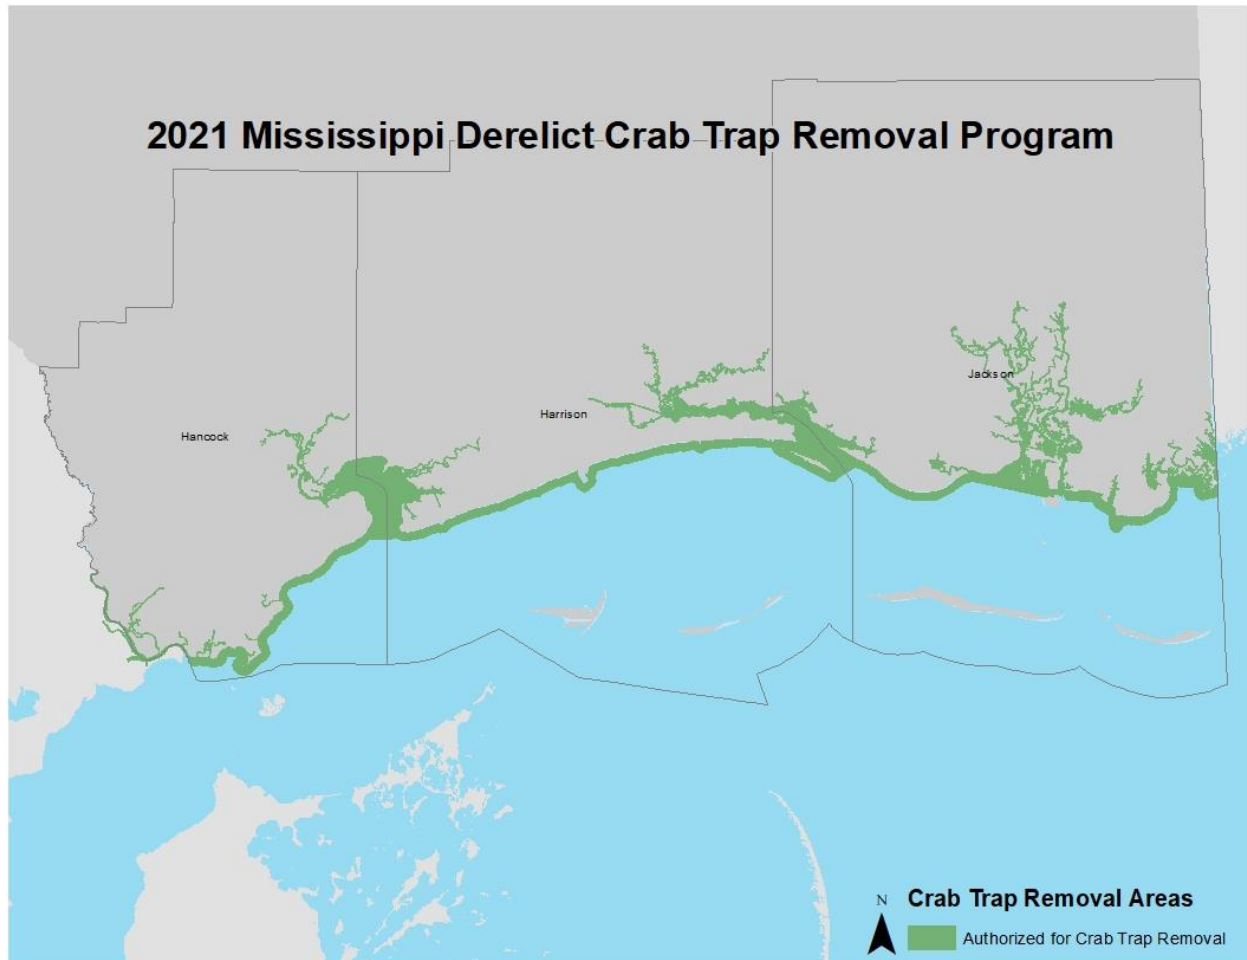 2021 Mississippi Derelict Crab Trap Removal Program
Jackson
Harrison
Hancock
N
Crab Trap Removal Areas
Authorized for Crab Trap Removal